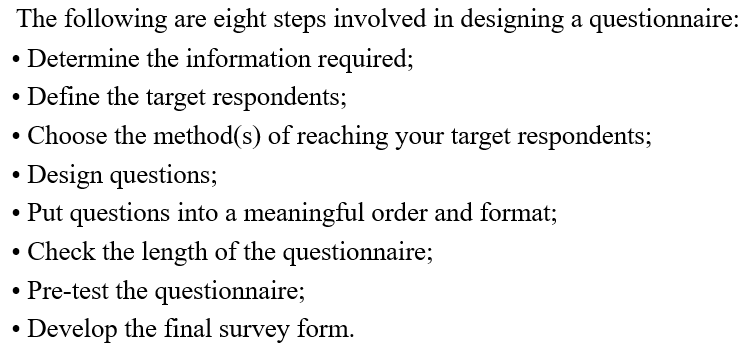 The following are eight steps involved in designing a questionnaire:
• Determine the information required;
• Define the target respondents;
• Choose the method(s) of reaching your target respondents;
• Design questions;
• Put questions into a meaningful order and format;
• Check the length of the questionnaire;
• Pre-test the questionnaire;
• Develop the final survey form.